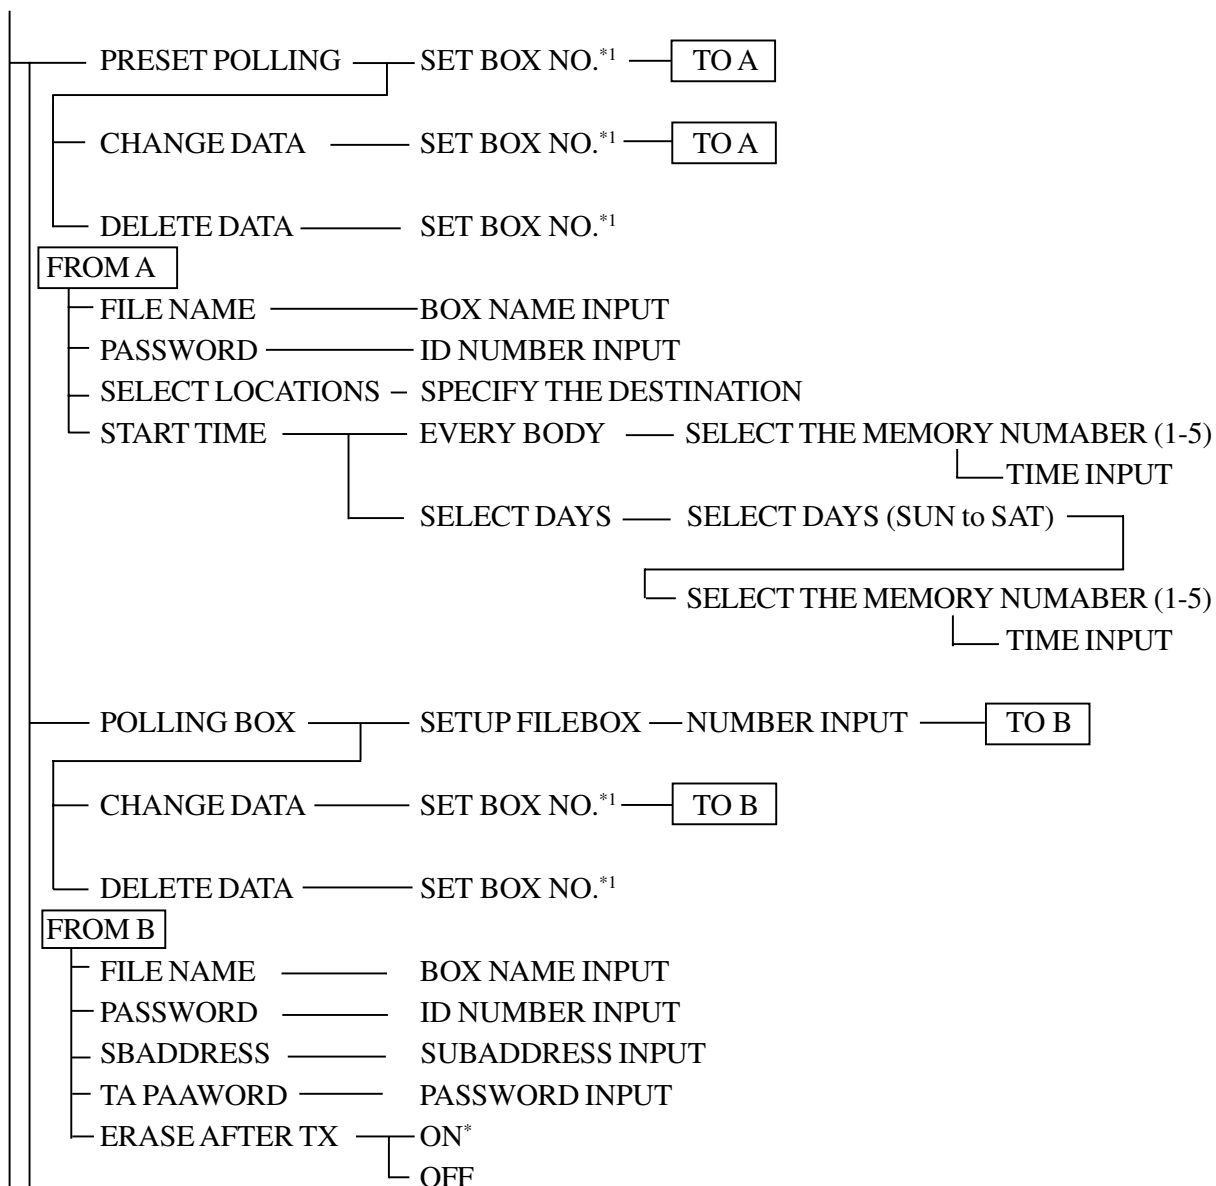 PRESET POLLING SET BOX NO.*1 TO A
CHANGE DATA SET BOX NO.*1 TO A
DELETE DATA SET BOX NO.*1
FROM A
FILE NAME BOX NAME INPUT
PASSWORD ID NUMBER INPUT
SELECT LOCATIONS SPECIFY THE DESTINATION
START TIME EVERY BODY SELECT THE MEMORY NUMABER (1-5)
TIME INPUT
SELECT DAYS SELECT DAYS (SUN to SAT)
SELECT THE MEMORY NUMABER (1-5)
TIME INPUT
POLLING BOX SETUP FILEBOX NUMBER INPUT TO B
CHANGE DATA SET BOX NO.*1 TO B
DELETE DATA SET BOX NO.*1
FROM B
FILE NAME BOX NAME INPUT
PASSWORD ID NUMBER INPUT
SBADDRESS SUBADDRESS INPUT
TA PAAWORD PASSWORD INPUT
ERASE AFTER TX ON*
OFF